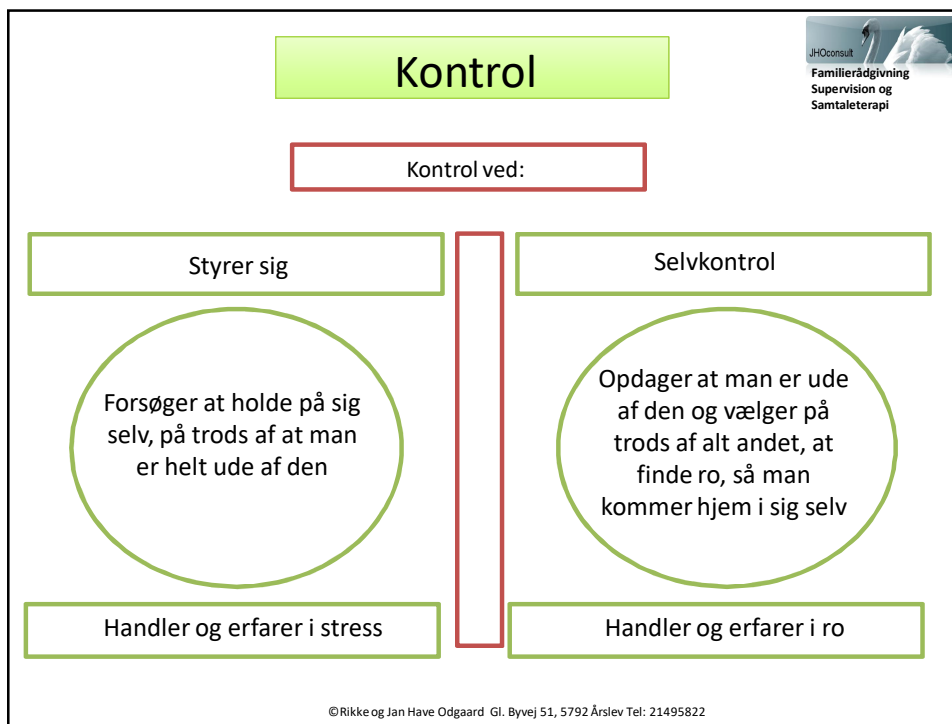 Kontrol
JHOconsult
Familierådgivning
Supervision og
Samtaleterapi
Kontrol ved:
Styrer sig
Forsøger at holde på sig
selv, på trods af at man
er helt ude af den
Handler og erfarer i stress
Selvkontrol
Opdager at man er ude
af den og vælger på
trods af alt andet, at
finde ro, så man
kommer hjem i sig selv
Handler og erfarer i ro
©Rikke og Jan Have Odgaard Gl. Byvej 51, 5792 Årslev Tel: 21495822